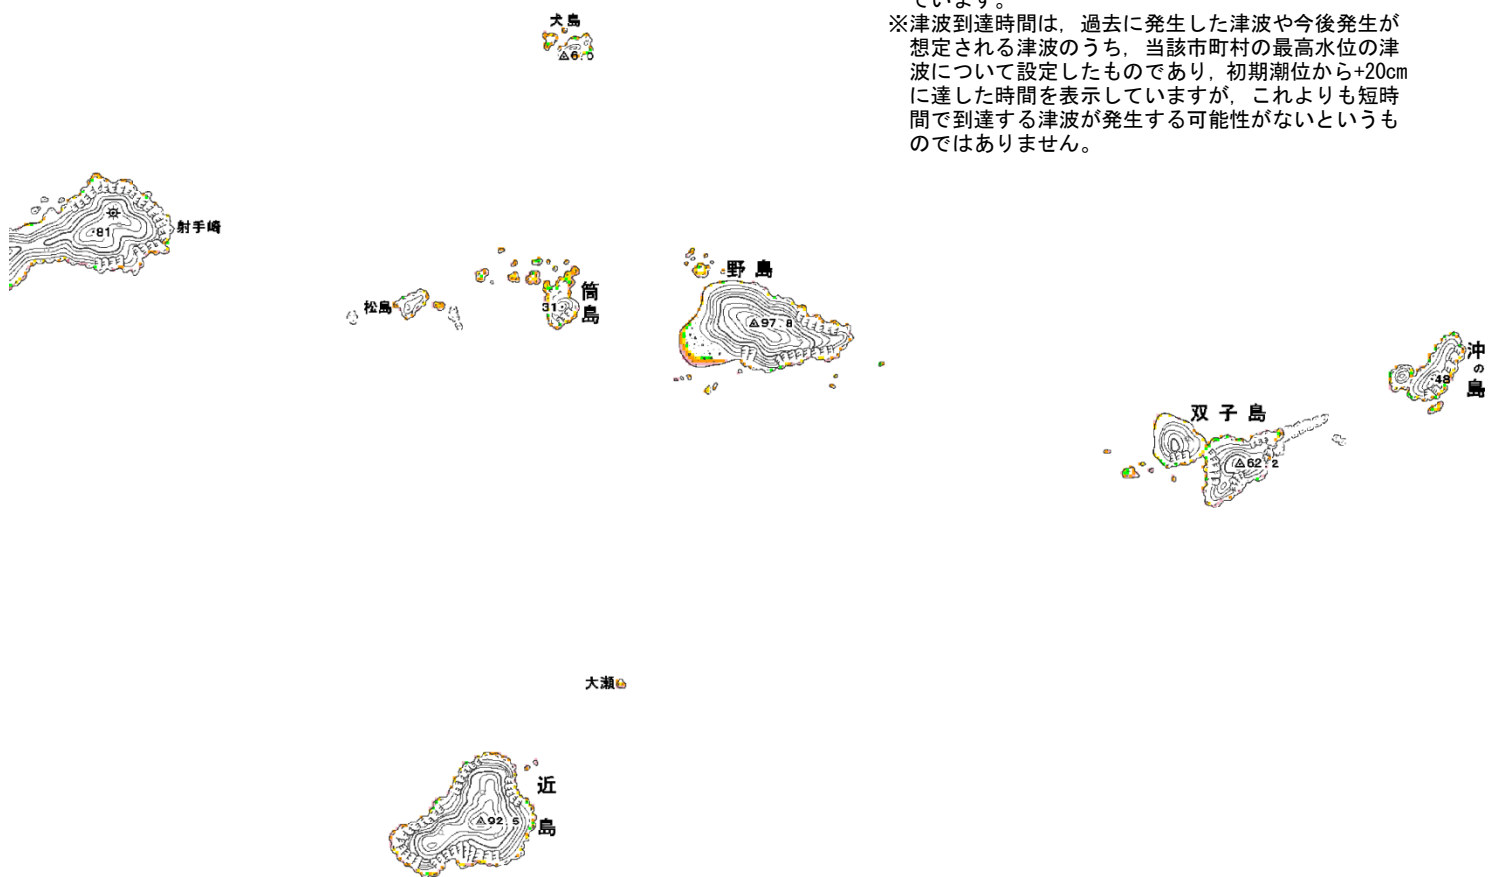 ています。
※津波到達時間は，過去に発生した津波や今後発生が
想定される津波のうち，当該市町村の最高水位の津
波について設定したものであり，初期潮位から+20cm
に達した時間を表示していますが，これよりも短時
間で到達する津波が発生する可能性がないというも
のではありません。
犬島
射手崎
81
松島
筒島
31
野島
97.8
沖の島
48
双子島
62.2
大瀬
近島
92.5